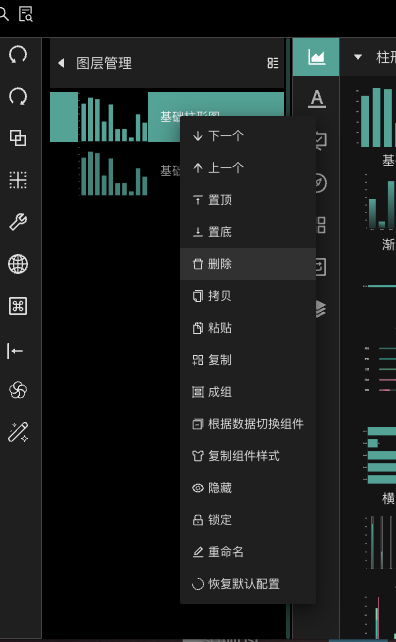 图层管理
柱形
基础柱形图
基础
基
渐
横
A
下一个
上一个
置顶
置底
删除
拷贝
粘贴
复制
成组
根据数据切换组件
复制组件样式
隐藏
锁定
重命名
恢复默认配置